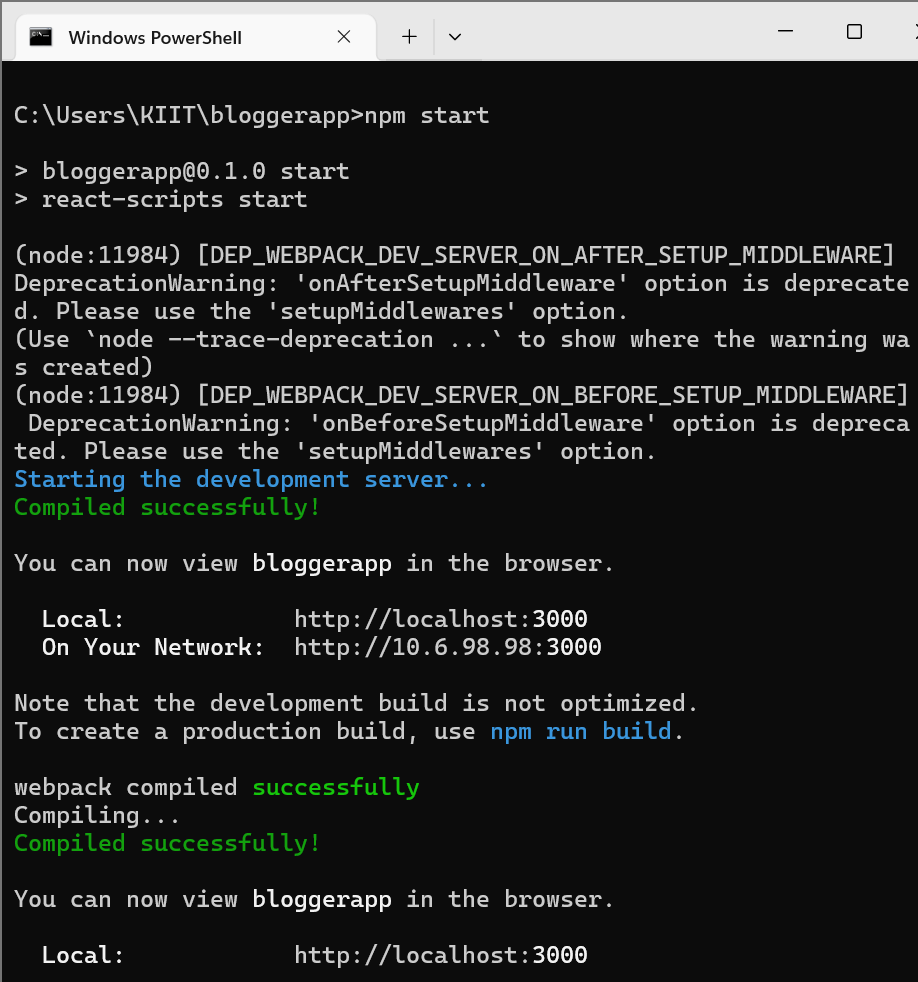 Windows PowerShell
C:\Users\KIIT\bloggerapp>npm start
> bloggerapp@0.1.0 start
> react-scripts start
(node:11984) [DEP_WEBPACK_DEV_SERVER_ON_AFTER_SETUP_MIDDLEWARE]
DeprecationWarning: 'onAfterSetupMiddleware' option is deprecate
d. Please use the 'setupMiddlewares' option.
(Use `node --trace-deprecation ...` to show where the warning wa
s created)
(node:11984) [DEP_WEBPACK_DEV_SERVER_ON_BEFORE_SETUP_MIDDLEWARE]
DeprecationWarning: 'onBeforeSetupMiddleware' option is depreca
ted. Please use the 'setupMiddlewares' option.
Starting the development server...
Compiled successfully!
You can now view bloggerapp in the browser.
Local: http://localhost:3000
On Your Network: http://10.6.98.98:3000
Note that the development build is not optimized.
To create a production build, use npm run build.
webpack compiled successfully
Compiling...
Compiled successfully!
You can now view bloggerapp in the browser.
Local: http://localhost:3000